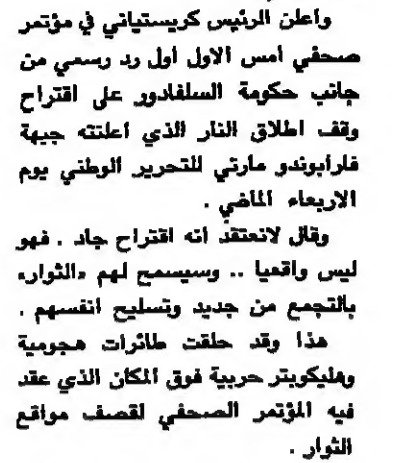 واعلن الرئيس كريستياني في مؤتمر
صحفي امس الاول اول رد رسمي من
جانب حكومة السلفادور على اقتراح
وقف اطلاق النار الذي اعلنته جبهة
فارابوندو مارتي للتحرير الوطني يوم
الاربعاء الماضي .
وقال لانعتقد انه اقتراح جاد . فهو
ليس واقعيا .. وسيسمح لهم «الثوار»
بالتجمع من جديد وتسليح انفسهم .
هذا وقد حلقت طائرات هجومية
وهليكوبتر حربية فوق المكان الذي عقد
فيه المؤتمر الصحفي لقصف مواقع
الثوار .